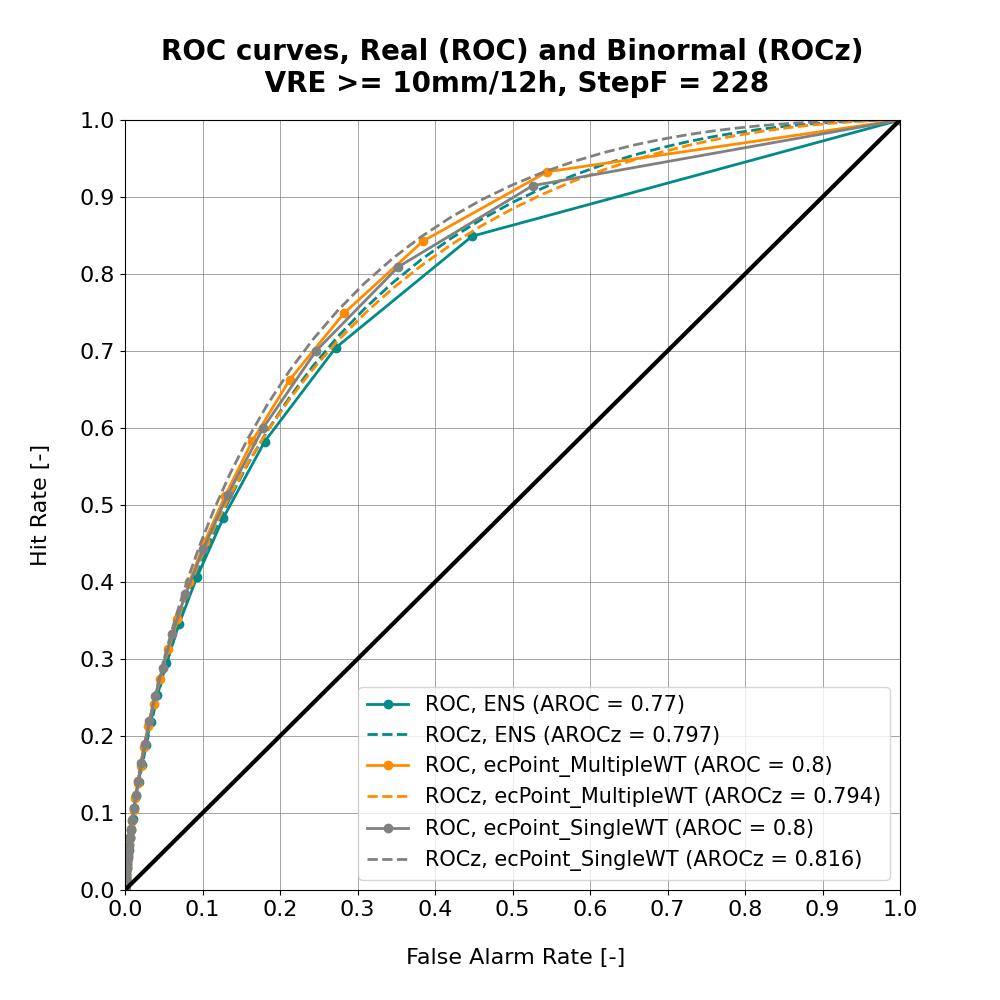 ROC curves, Real (ROC) and Binormal (ROCz)
VRE >= 10mm/12h, StepF = 228
1.0
0.9
0.8
0.7
0.6
0.5
0.4
0.3
0.2
0.1
0.0
Hit Rate [-]
ROC, ENS (AROC = 0.77)
ROCz, ENS (AROCz = 0.797)
ROC, ecPoint_MultipleWT (AROC = 0.8)
ROCz, ecPoint_MultipleWT (AROCz = 0.794)
ROC, ecPoint_SingleWT (AROC = 0.8)
ROCz, ecPoint_SingleWT (AROCz = 0.816)
0.0 0.1 0.2 0.3 0.4 0.5 0.6 0.7 0.8 0.9 1.0
False Alarm Rate [-]